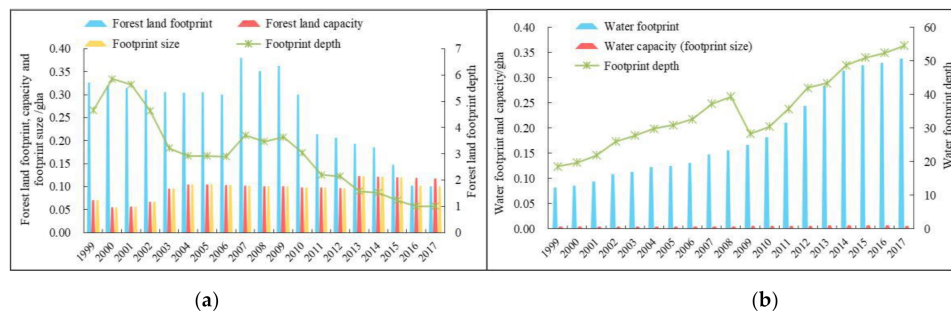 Forest land footprint Forest land capacity
Footprint size Footprint depth
Forest land footprint, capacity and
footprint suize /gha
0.40
0.35
0.30
0.25
0.20
0.15
0.10
0.05
0.00
7
6
5
4
3
2
1
0
Forest land footprint depth
1999 2000 2001 2002 2003 2004 2005 2006 2007 2008 2009 2010 2011 2012 2013 2014 2015 2016 2017
(a)
Water footprint
Water capacity (footprint size)
Footprint depth
Water footprint and capacity/gha
0.40
0.35
0.30
0.25
0.20
0.15
0.10
0.05
0.00
60
50
40
30
20
10
0
Water footprint depth
1999 2000 2001 2002 2003 2004 2005 2006 2007 2008 2009 2010 2011 2012 2013 2014 2015 2016 2017
(b)